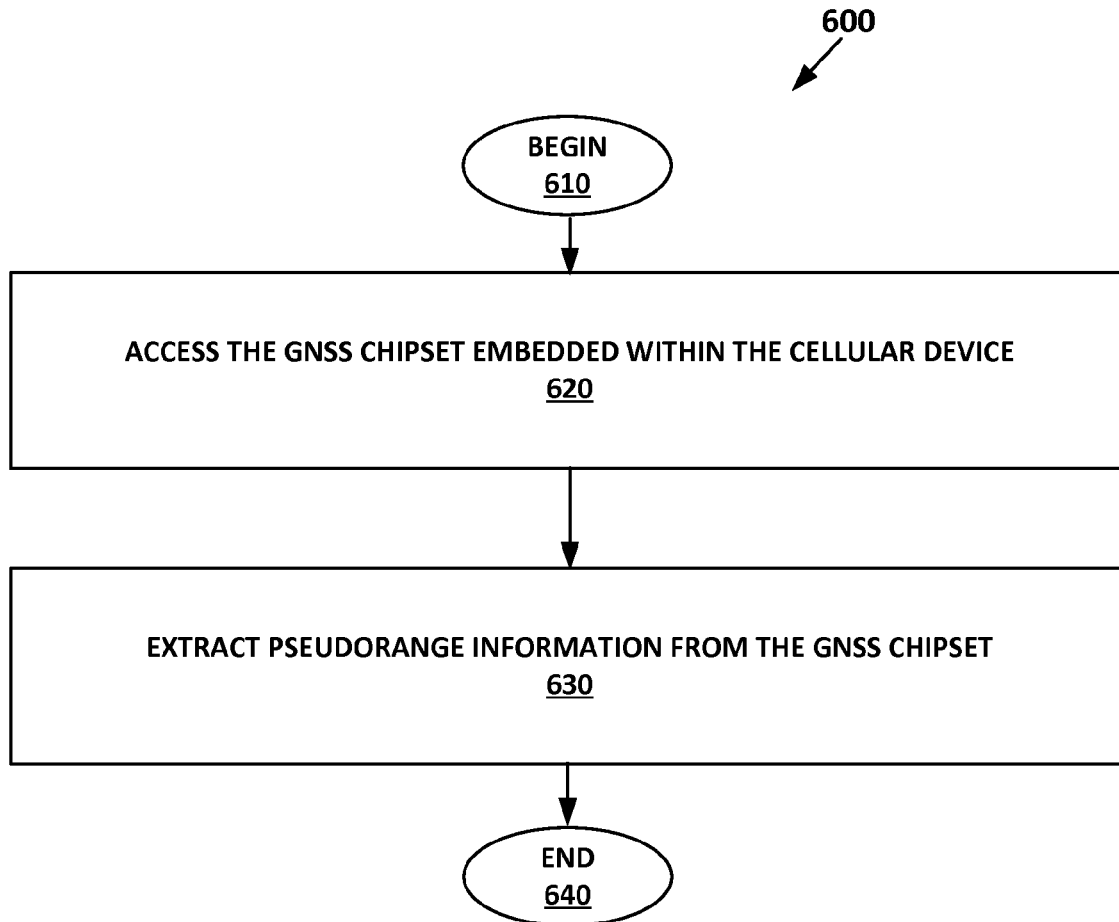 600
BEGIN
610
ACCESS THE GNSS CHIPSET EMBEDDED WITHIN THE CELLULAR DEVICE
620
EXTRACT PSEUDORANGE INFORMATION FROM THE GNSS CHIPSET
630
END
640